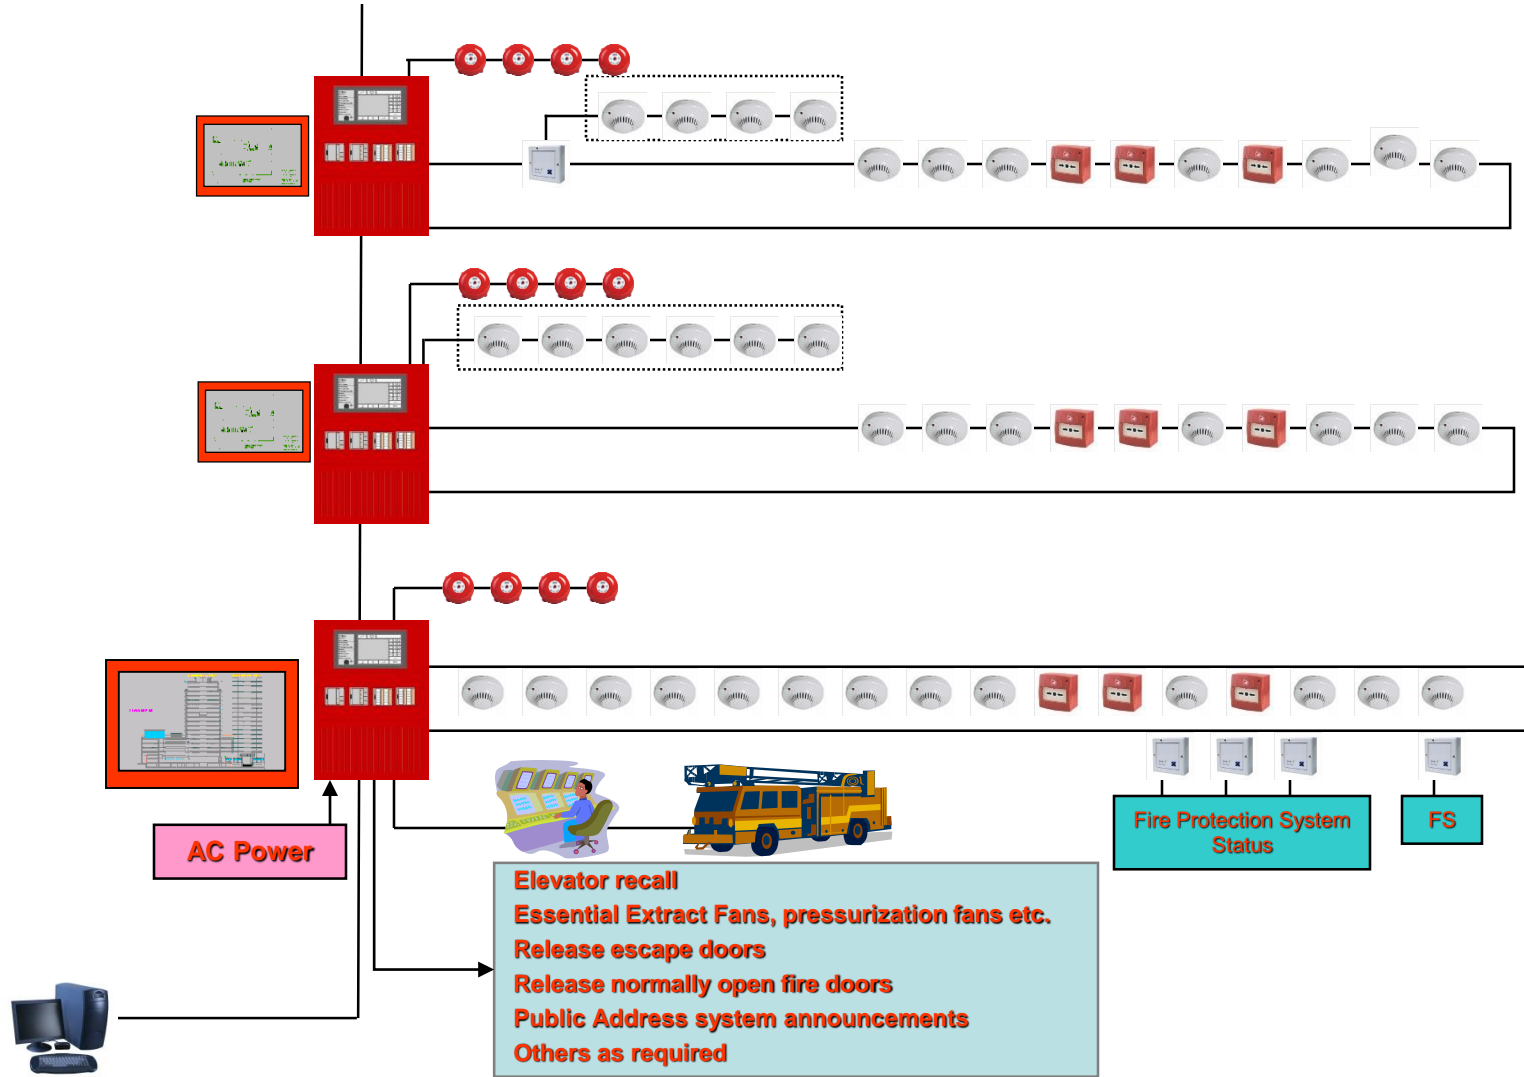 AC Power
Fire Protection System
Status
FS
Elevator recall
Essential Extract Fans, pressurization fans etc.
Release escape doors
Release normally open fire doors
Public Address system announcements
Others as required